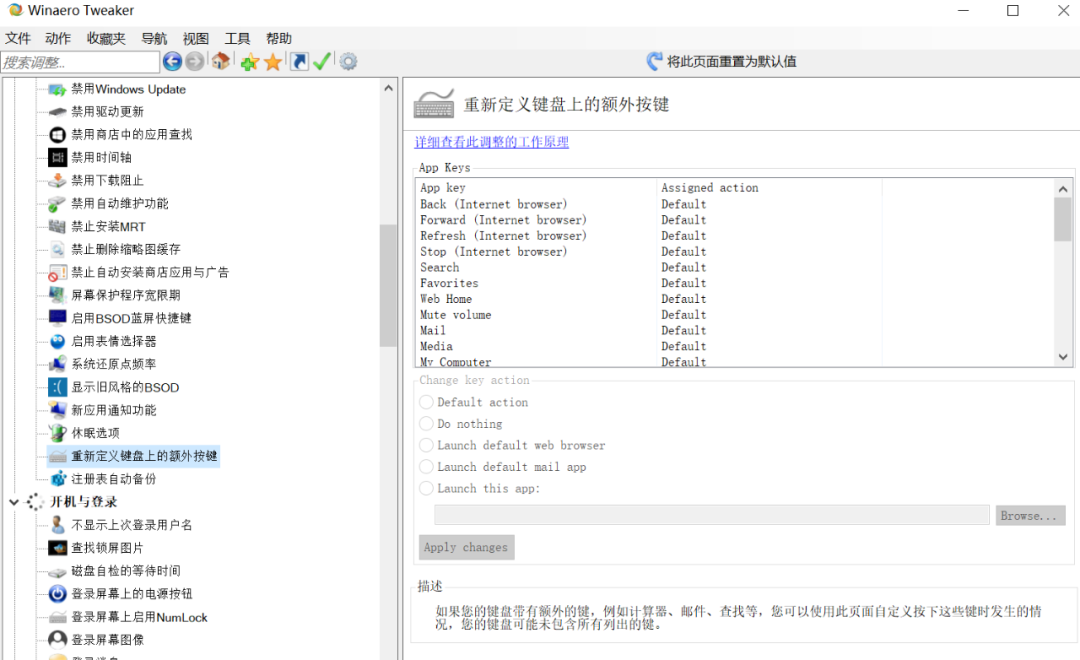 Winaero Tweaker
文件 动作 收藏夹 导航 视图 工具 帮助
搜索调整...
将此页面重置为默认值
禁用Windows Update
禁用驱动更新
禁用商店中的应用查找
禁用时间轴
禁用下载阻止
禁用自动维护功能
禁止安装MRT
禁止删除缩略图缓存
禁止自动安装商店应用与广告
屏幕保护程序宽限期
启用BSOD蓝屏快捷键
启用表情选择器
系统还原点频率
显示旧风格的BSOD
新应用通知功能
休眠选项
重新定义键盘上的额外按键
注册表自动备份
开机与登录
不显示上次登录用户名
查找锁屏图片
磁盘自检的等待时间
登录屏幕上的电源按钮
登录屏幕上启用NumLock
登录屏幕图像
重新定义键盘上的额外按键
详细查看此调整的工作原理
App Keys
App key Assigned action
Back (Internet browser) Default
Forward (Internet browser) Default
Refresh (Internet browser) Default
Stop (Internet browser) Default
Search Default
Favorites Default
Web Home Default
Mute volume Default
Mail Default
Media Default
My Computer Default
Change key action
Default action
Do nothing
Launch default web browser
Launch default mail app
Launch this app:
Browse...
Apply changes
描述
如果您的键盘带有额外的键，例如计算器、邮件、查找等，您可以使用此页面自定义按下这些键时发生的情
况，您的键盘可能未包含所有列出的键。